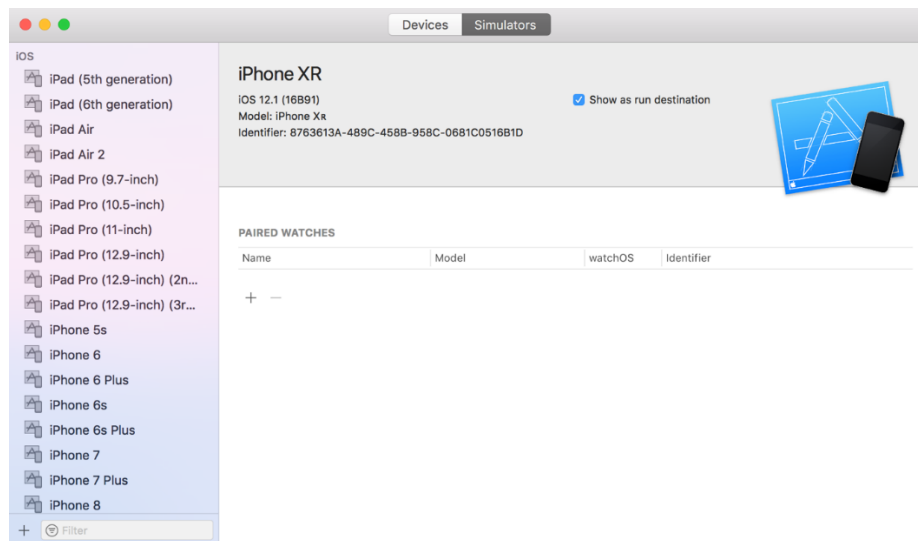 Devices Simulators
iOS
iPad (5th generation)
iPad (6th generation)
iPad Air
iPad Air 2
iPad Pro (9.7-inch)
iPad Pro (10.5-inch)
iPad Pro (11-inch)
iPad Pro (12.9-inch)
iPad Pro (12.9-inch) (2n...
iPad Pro (12.9-inch) (3r...
iPhone 5s
iPhone 6
iPhone 6 Plus
iPhone 6s
iPhone 6s Plus
iPhone 7
iPhone 7 Plus
iPhone 8
Filter
iPhone XR
iOS 12.1 (16B91)
Model: iPhone Xʀ
Identifier: 8763613A-489C-458B-958C-0681C0516B1D
Show as run destination
PAIRED WATCHES
Name Model watchOS Identifier